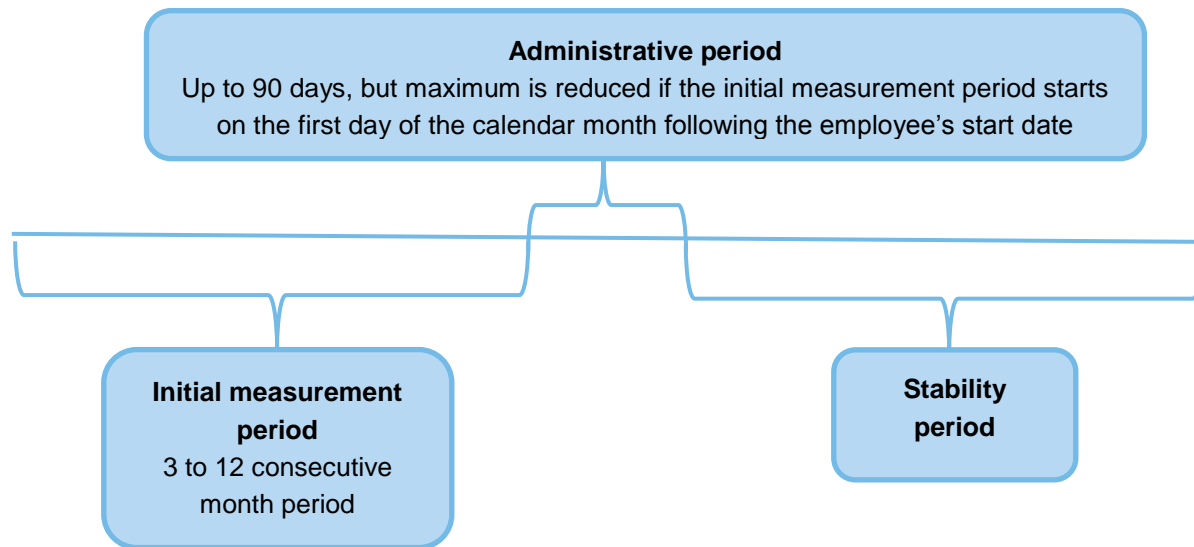 Administrative period
Up to 90 days, but maximum is reduced if the initial measurement period starts
on the first day of the calendar month following the employee’s start date
Initial measurement
period
3 to 12 consecutive
month period
Stability
period